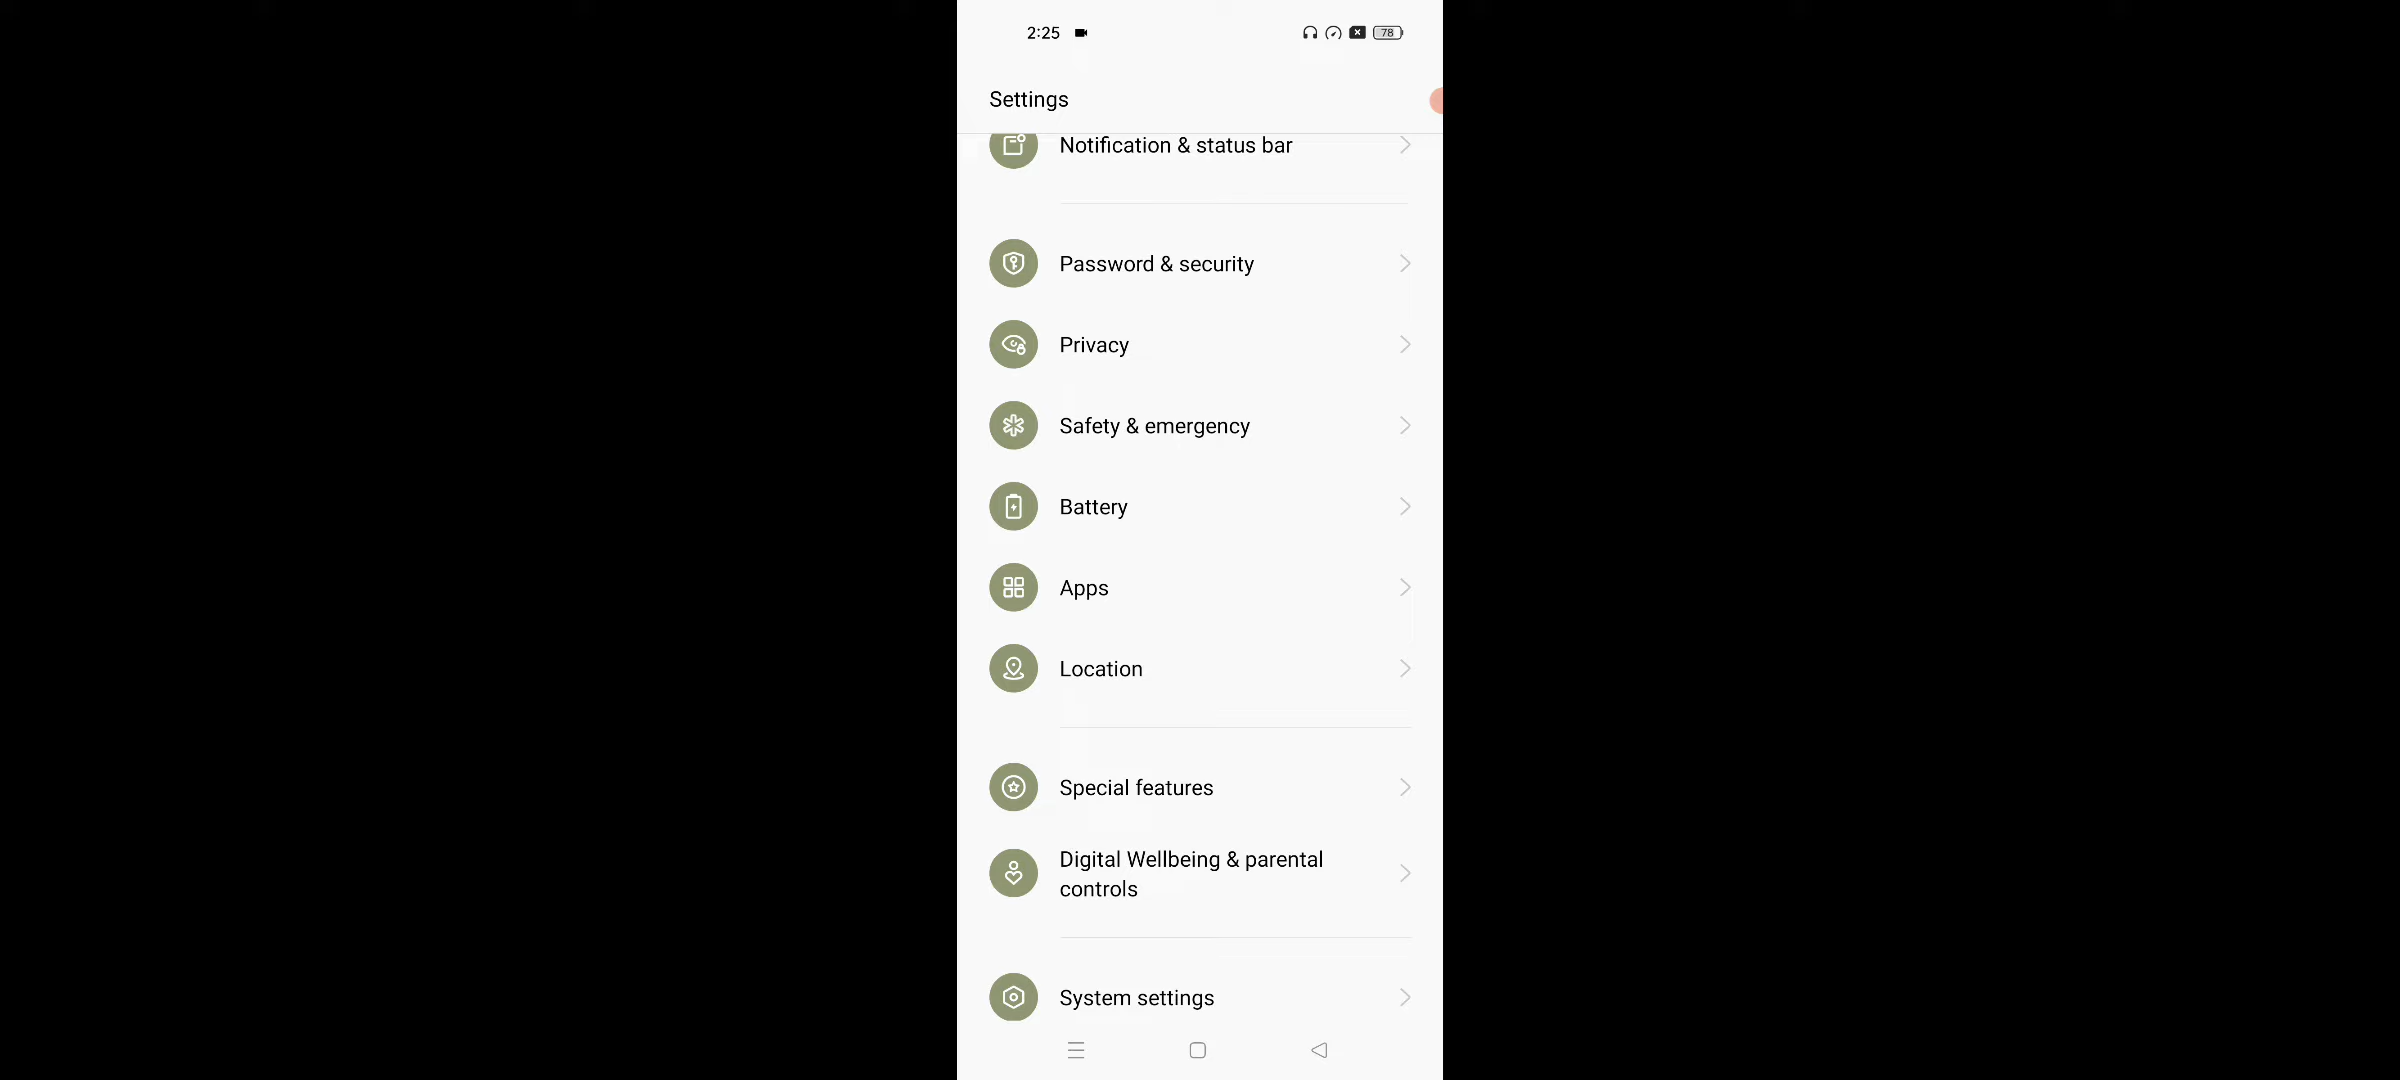 2:25
78
Settings
Notification & status bar
Password & security
Privacy
Safety & emergency
Battery
Apps
Location
Special features
Digital Wellbeing & parental
controls
System settings